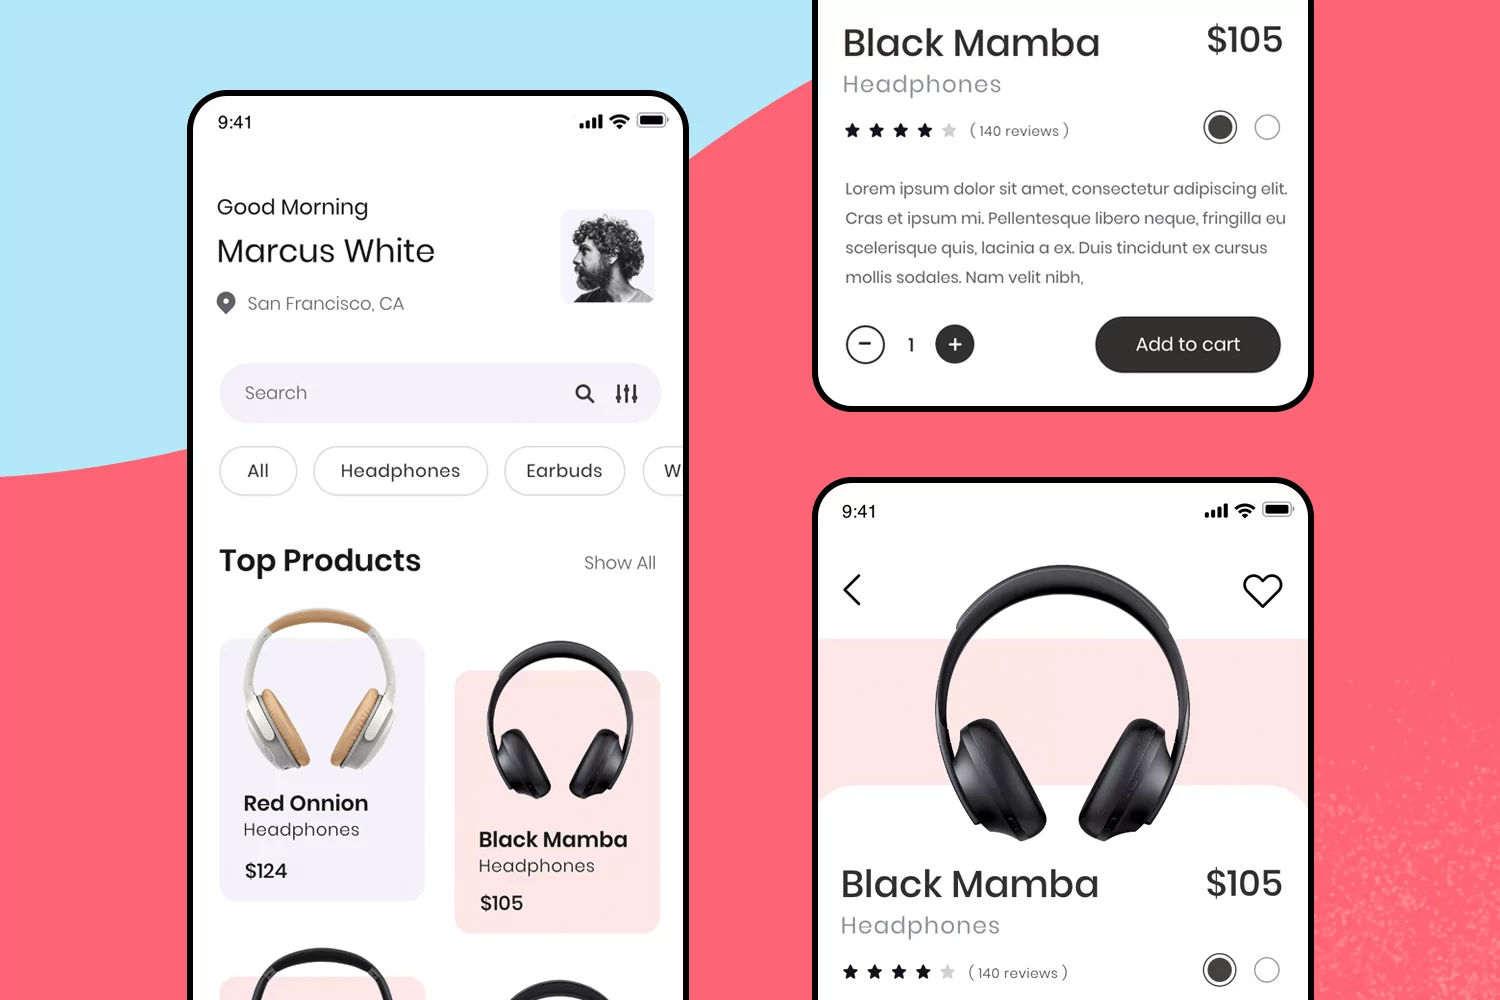 9:41
Good Morning
Marcus White
San Francisco, CA
Search
All
Headphones
Earbuds
W
Top Products
Show All
Red Onnion
Headphones
$124
Black Mamba
Headphones
$105
Black Mamba
$105
Headphones
( 140 reviews )
Lorem ipsum dolor sit amet, consectetur adipiscing elit.
Cras et ipsum mi. Pellentesque libero neque, fringilla eu
scelerisque quis, lacinia a ex. Duis tincidunt ex cursus
mollis sodales. Nam velit nibh,
1
Add to cart
9:41
Black Mamba
$105
Headphones
( 140 reviews )